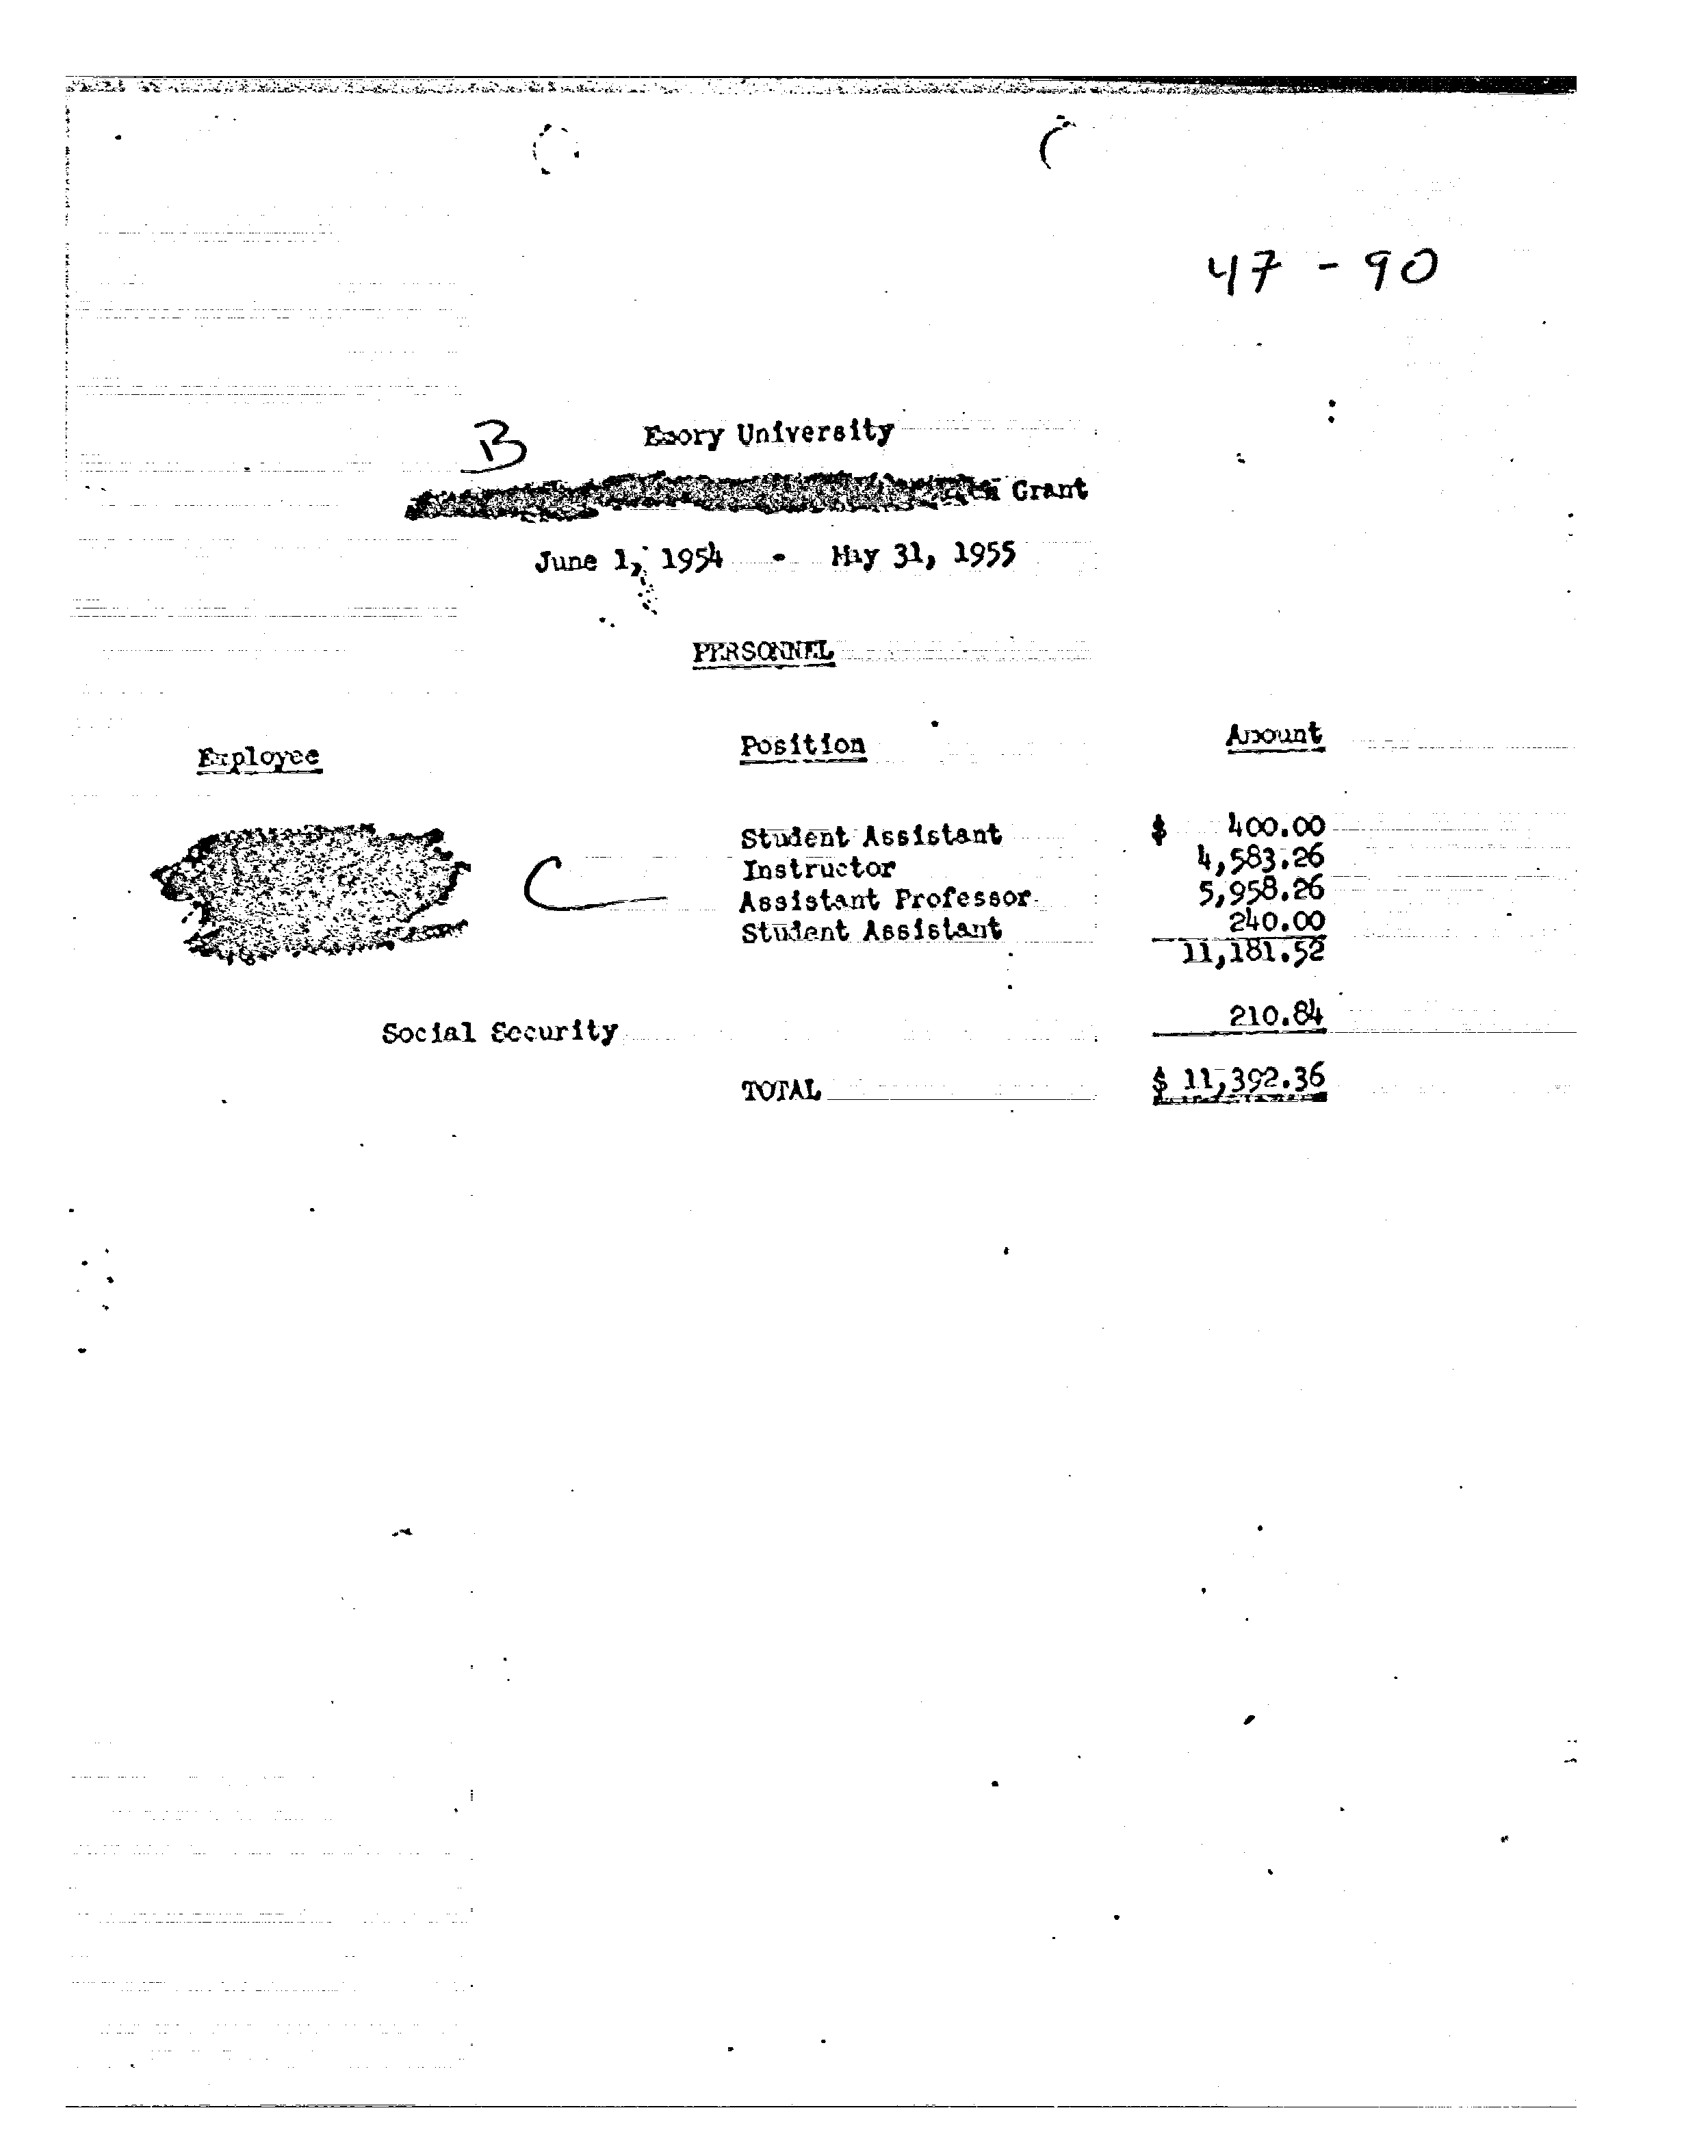 47 - 90
B Emory University
Grant
June 1, 1954 - May 31, 1955
PERSONNEL
Employee Position Amount
Student Assistant $ 400.00
C Instructor 4,583.26
Assistant Professor 5,958.26
Student Assistant 240.00
11,181.52
Social Security 210.84
TOTAL $ 11,392.36